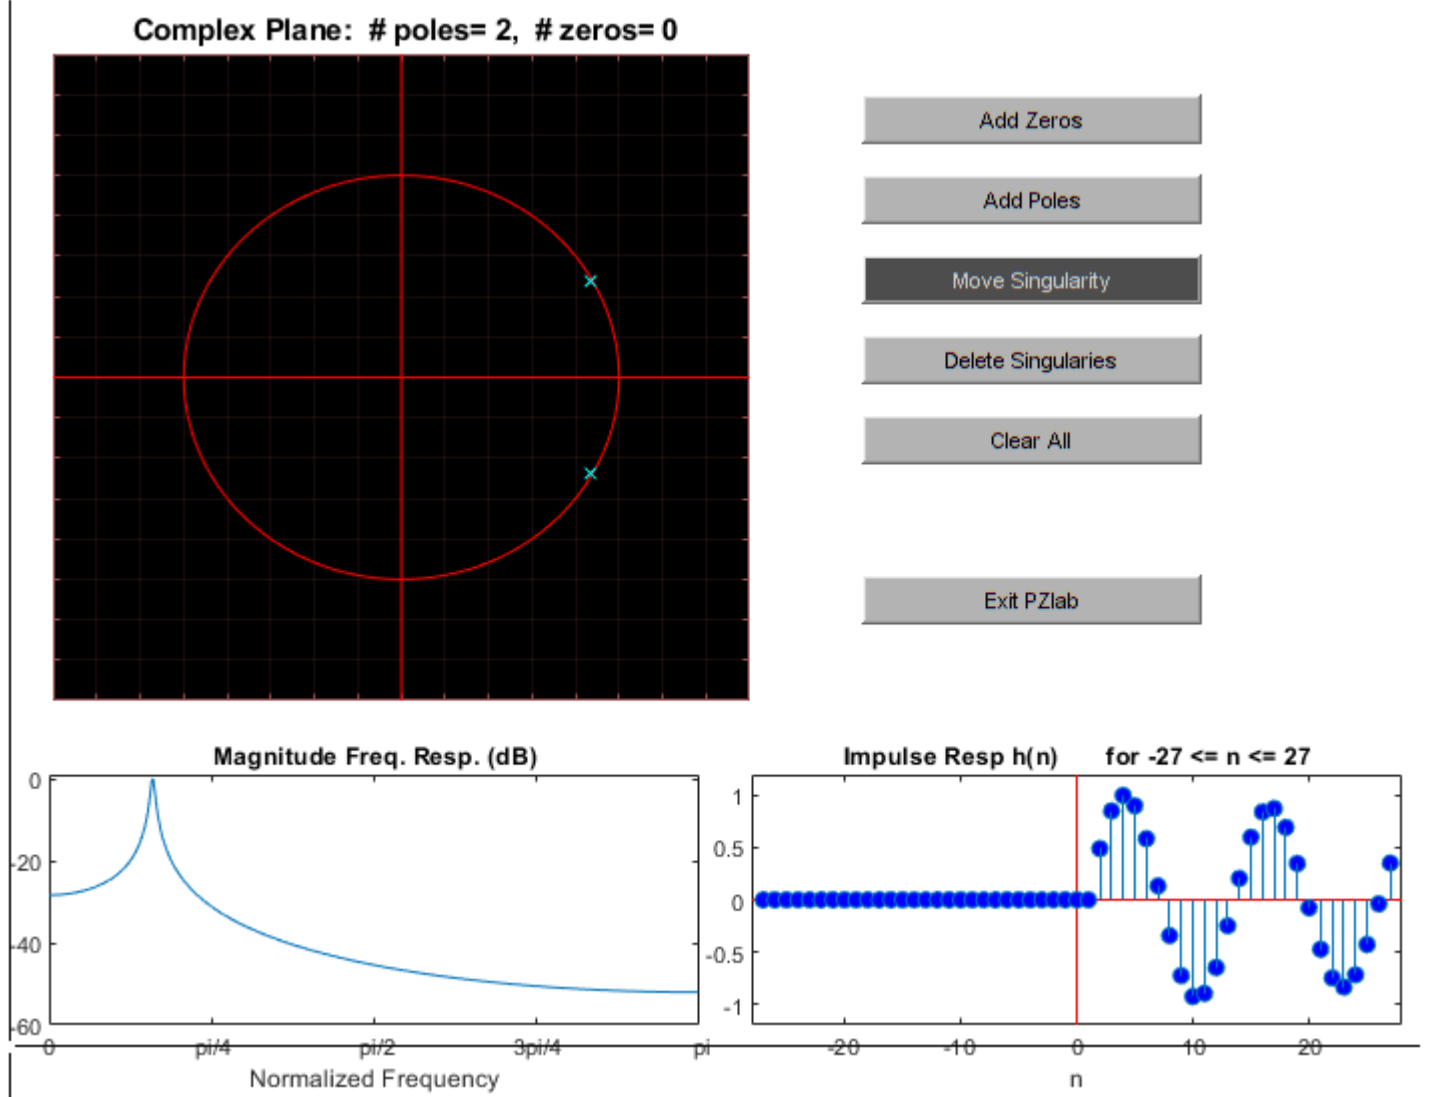 Complex Plane:  # poles= 2,  # zeros= 0
Add Zeros
Add Poles
Move Singularity
Delete Singularies
Clear All
Exit PZlab
Magnitude Freq. Resp. (dB)
0
-20
-40
-60
0 pi/4 pi/2 3pi/4 pi
Normalized Frequency
Impulse Resp h(n) for -27 <= n <= 27
1
0.5
0
-0.5
-1
-20 -10 0 10 20
n